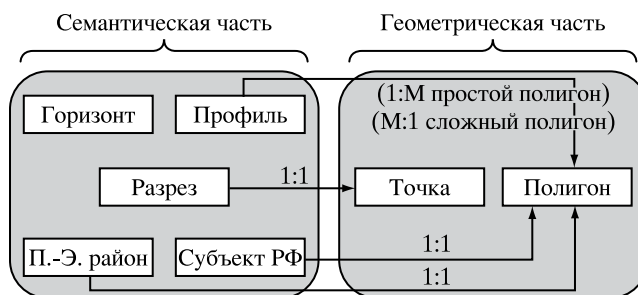 Семантическая часть
Геометрическая часть
Горизонт
Профиль
(1:М простой полигон)
(М:1 сложный полигон)
Разрез
1:1
Точка
Полигон
П.-Э. район
Субъект РФ
1:1
1:1